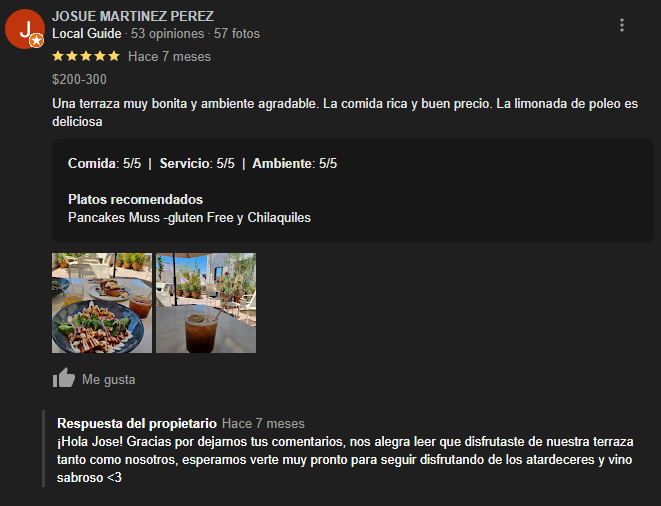 J
JOSUE MARTINEZ PEREZ
Local Guide · 53 opiniones · 57 fotos
Hace 7 meses
$200-300
Una terraza muy bonita y ambiente agradable. La comida rica y buen precio. La limonada de poleo es
deliciosa
Comida: 5/5 | Servicio: 5/5 | Ambiente: 5/5
Platos recomendados
Pancakes Muss -gluten Free y Chilaquiles
Me gusta
Respuesta del propietario Hace 7 meses
¡Hola Jose! Gracias por dejarnos tus comentarios, nos alegra leer que disfrutaste de nuestra terraza
tanto como nosotros, esperamos verte muy pronto para seguir disfrutando de los atardeceres y vino
sabroso <3